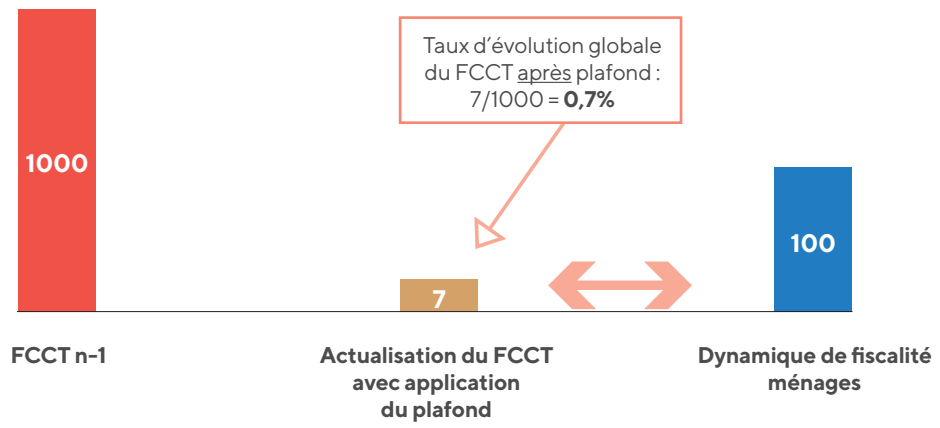 Taux d'évolution globale
du FCCT après plafond :
7/1000 = 0,7%
1000
100
7
FCCT n-1
Actualisation du FCCT
avec application
du plafond
Dynamique de fiscalité
ménages